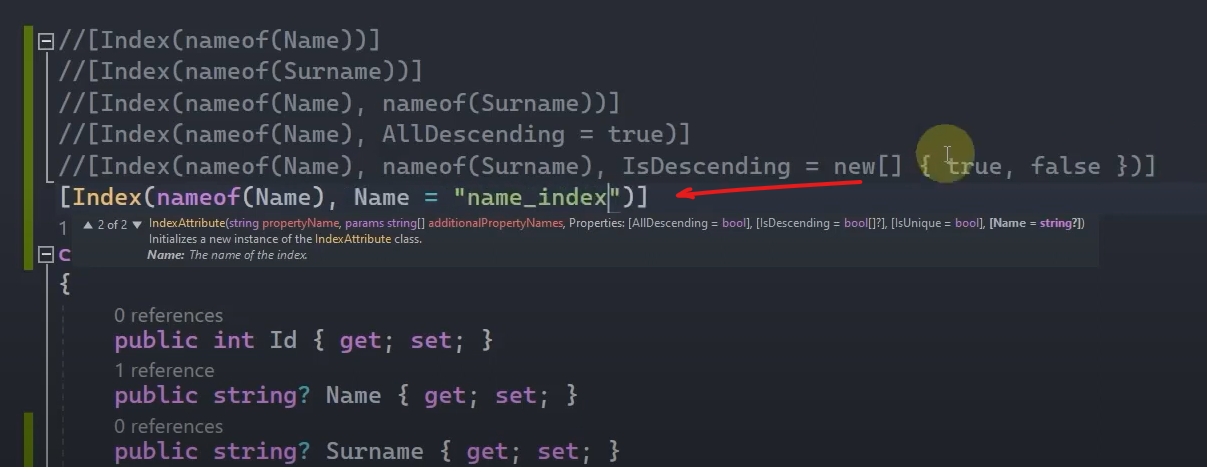 //[Index(nameof(Name))]
//[Index(nameof(Surname))]
//[Index(nameof(Name), nameof(Surname))]
//[Index(nameof(Name), AllDescending = true)]
//[Index(nameof(Name), nameof(Surname), IsDescending = new[] { true, false })]
[Index(nameof(Name), Name = "name_index")]
1
▲ 2 of 2 ▼ IndexAttribute(string propertyName, params string[] additionalPropertyNames, Properties: [AllDescending = bool], [IsDescending = bool[]?], [IsUnique = bool], [Name = string?])
Initializes a new instance of the IndexAttribute class.
Name: The name of the index.
c
{
0 references
public int Id { get; set; }
1 reference
public string? Name { get; set; }
0 references
public string? Surname { get; set; }